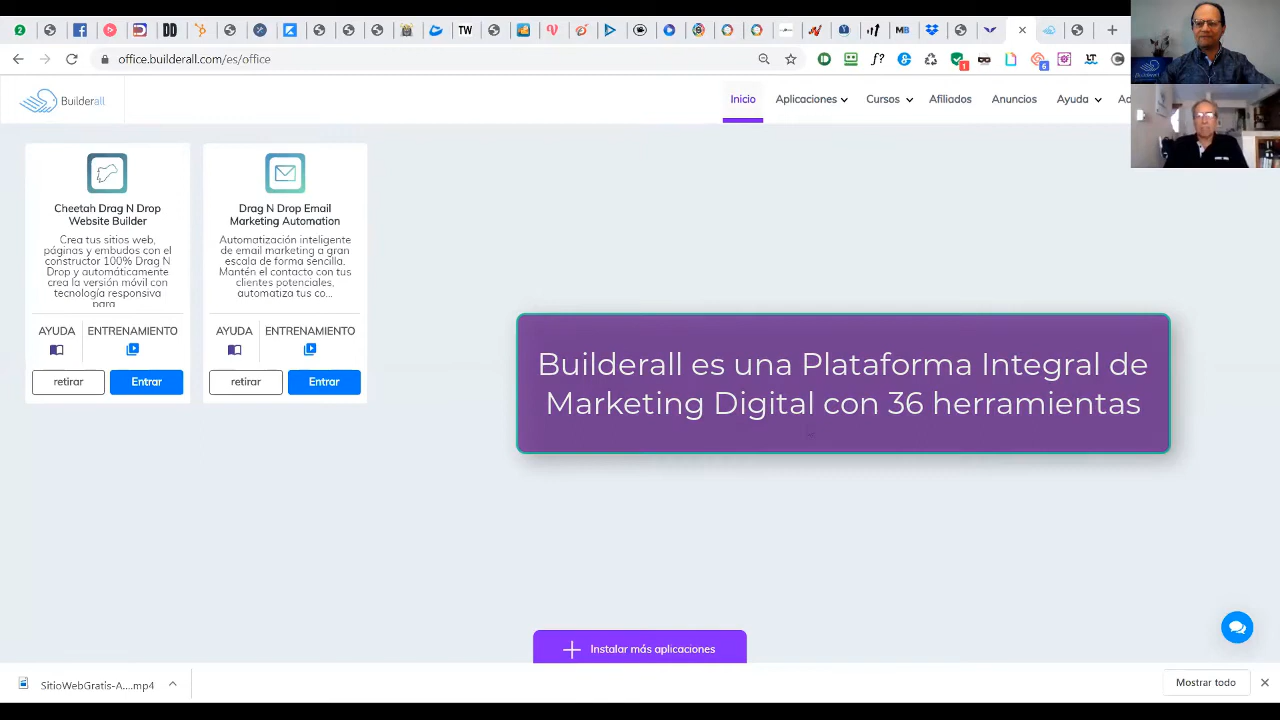 officebuilderall.com/es/office
Builderall
Inicio
Aplicaciones
Cursos
Afiliados
Anuncios
Ayuda
Ad
Cheetah Drag N Drop
Website Builder
Crea tus sitios web,
páginas y embudos con el
constructor 100% Drag N
Drop y automáticamente
crea la versión móvil con
tecnología responsiva
para
AYUDA
ENTRENAMIENTO
retirar
Entrar
Drag N Drop Email
Marketing Automation
Automatización inteligente
de email marketing a gran
escala de forma sencilla.
Mantén el contacto con tus
clientes potenciales,
automatiza tus co...
AYUDA
ENTRENAMIENTO
retirar
Entrar
Builderall es una Plataforma Integral de
Marketing Digital con 36 herramientas
Instalar más aplicaciones
SitioWebGratis-A....mp4
Mostrar todo